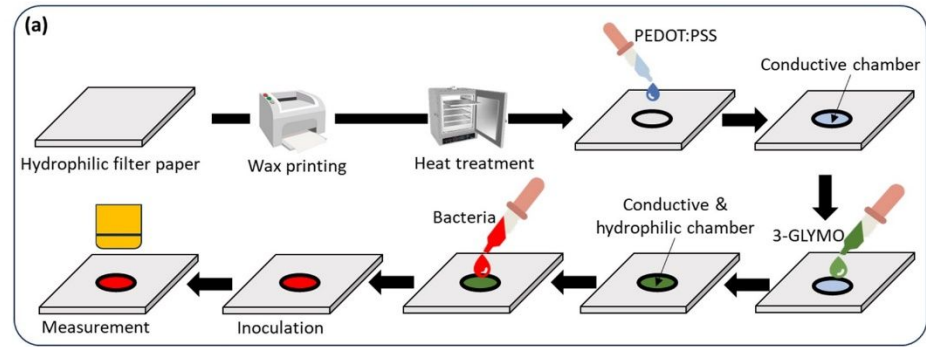 (a)
PEDOT:PSS
Conductive chamber
Hydrophilic filter paper
Wax printing
Heat treatment
Bacteria
Conductive &
hydrophilic chamber
3-GLYMO
Measurement
Inoculation